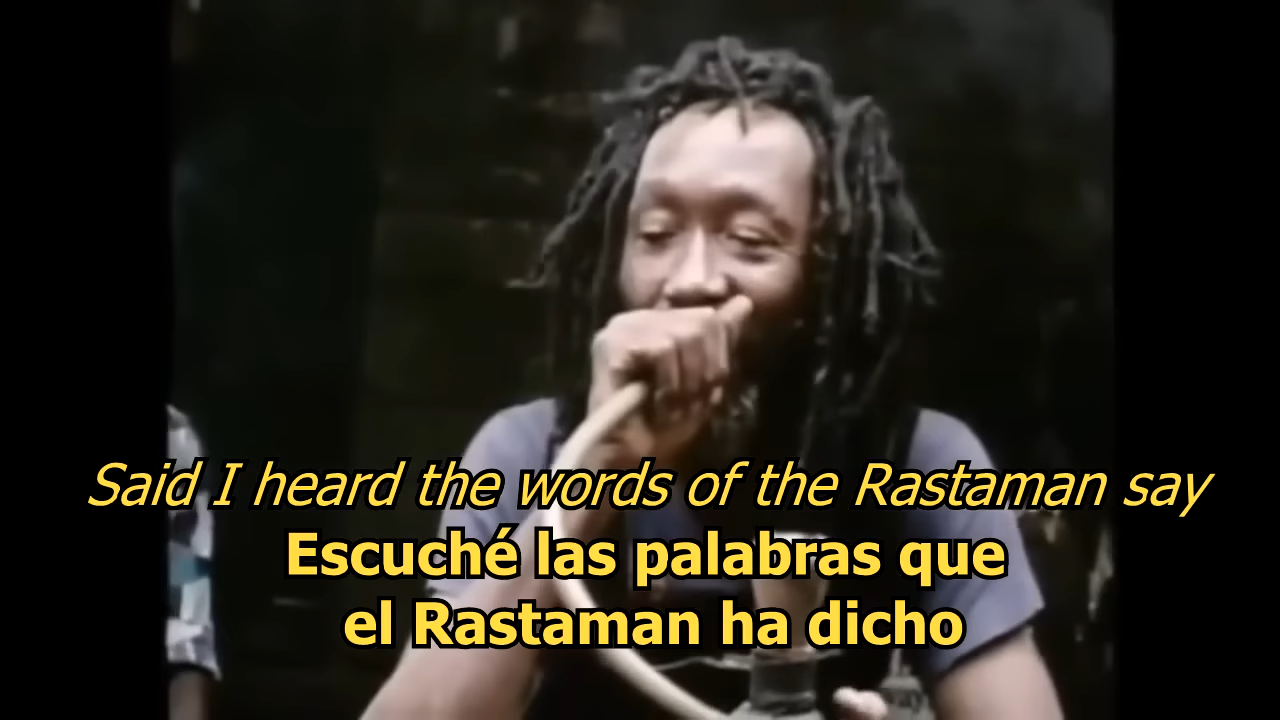 Said I heard the words of the Rastaman say
Escuché las palabras que
el Rastaman ha dicho